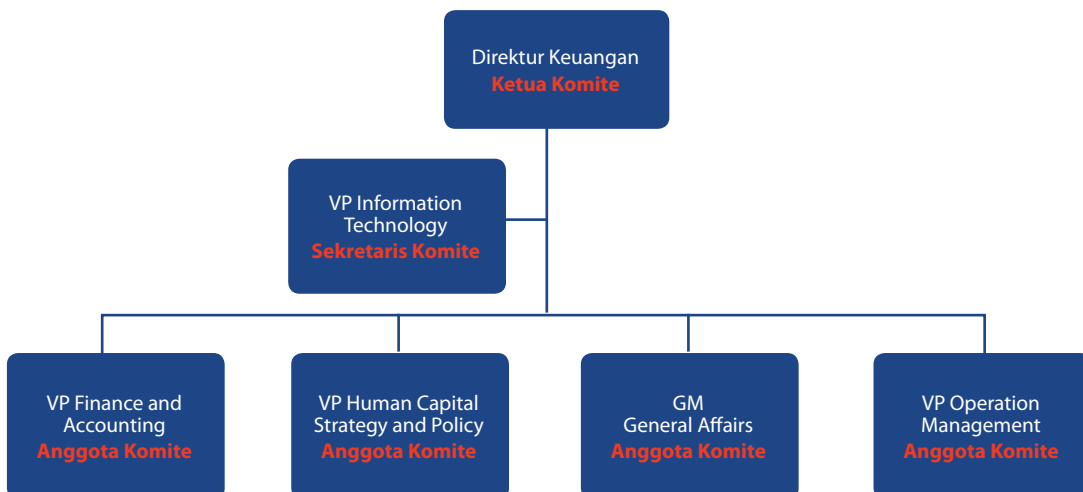 Direktur Keuangan
Ketua Komite
VP Information
Technology
Sekretaris Komite
VP Finance and
Accounting
Anggota Komite
VP Human Capital
Strategy and Policy
Anggota Komite
GM
General Affairs
Anggota Komite
VP Operation
Management
Anggota Komite